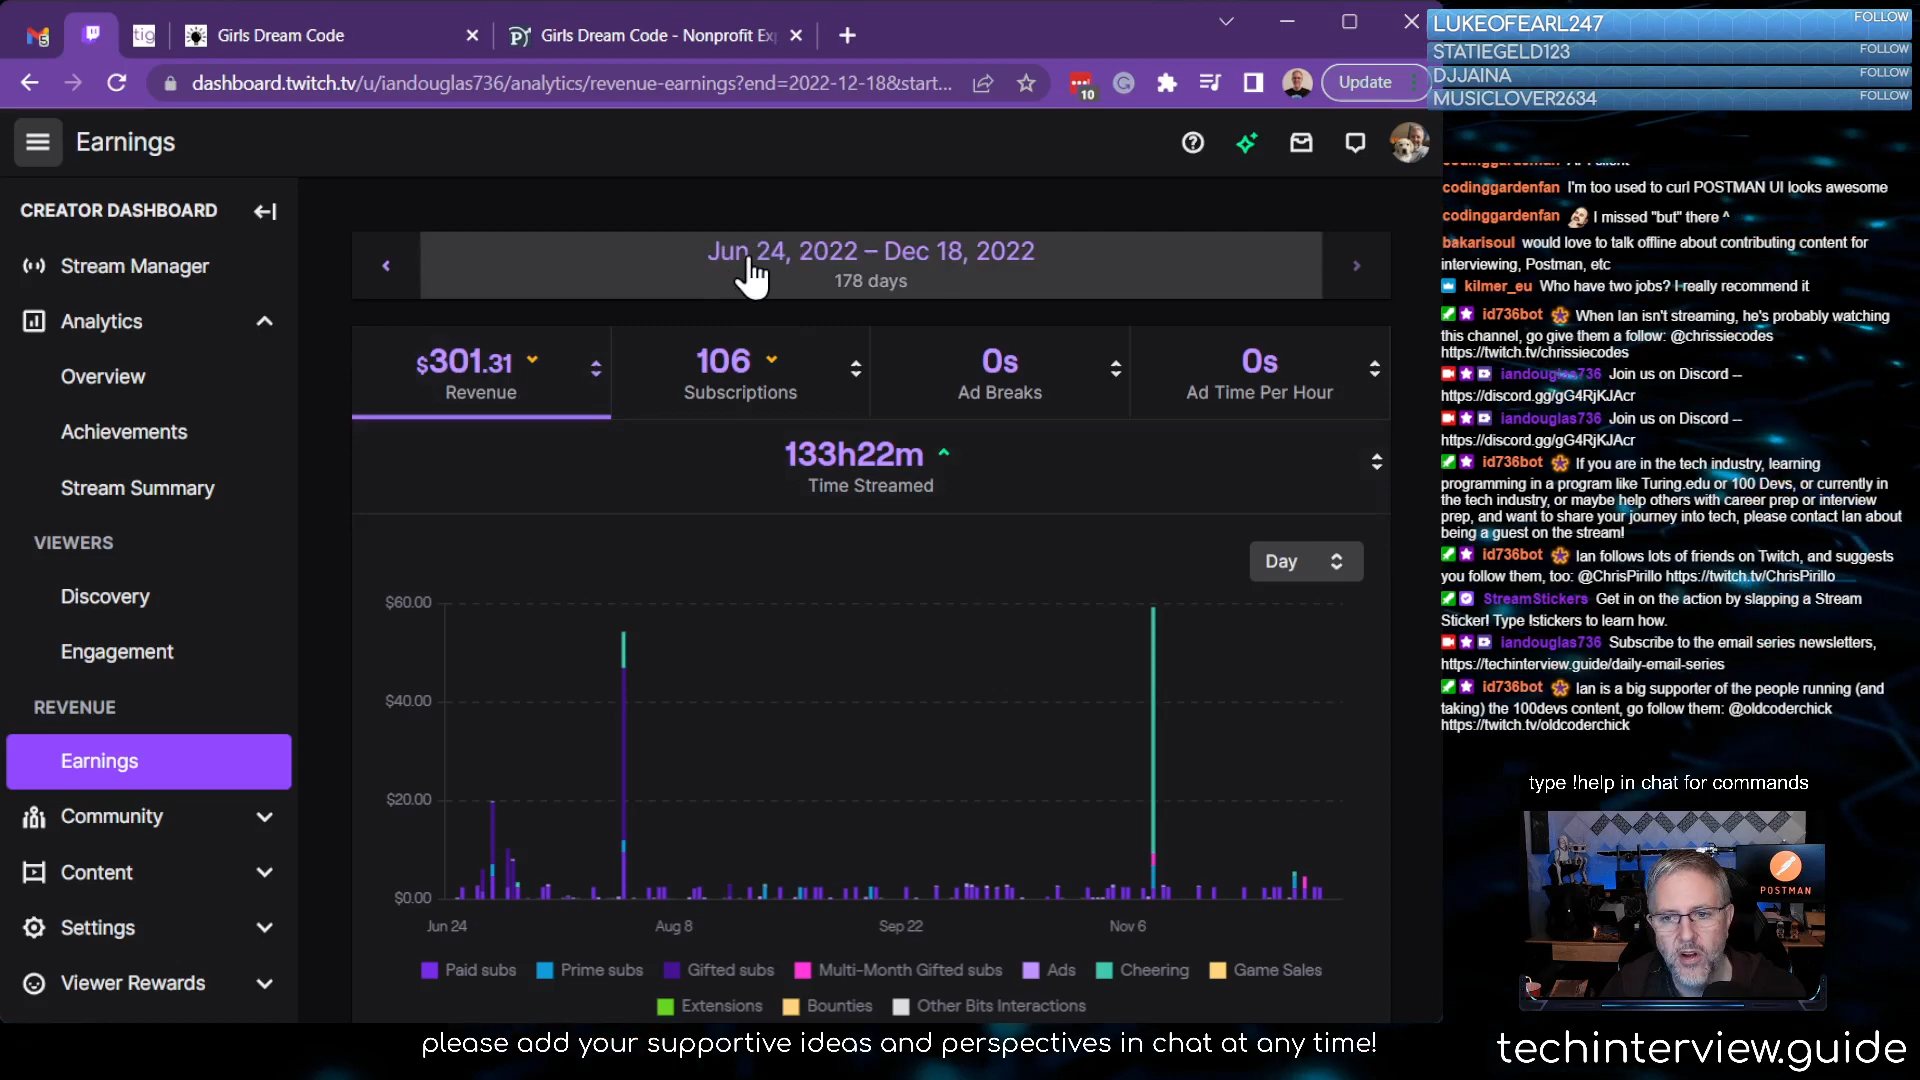 tig
Girls Dream Code
Girls Dream Code - Nonprofit Ex
dashboard.twitch.tv/u/iandouglas736/analytics/revenue-earnings?end=2022-12-18&start...
10
Update
Earnings
CREATOR DASHBOARD
Stream Manager
Analytics
Overview
Achievements
Stream Summary
VIEWERS
Discovery
Engagement
REVENUE
Earnings
Community
Content
Settings
Viewer Rewards
Jun 24, 2022 – Dec 18, 2022
178 days
$301.31
Revenue
106
Subscriptions
0s
Ad Breaks
0s
Ad Time Per Hour
133h22m
Time Streamed
Day
$60.00
$40.00
$20.00
$0.00
Jun 24
Aug 8
Sep 22
Nov 6
Paid subs
Prime subs
Gifted subs
Multi-Month Gifted subs
Ads
Cheering
Game Sales
Extensions
Bounties
Other Bits Interactions
LUKEOFEARL247 FOLLOW
STATIEGELD123 FOLLOW
DJJAINA FOLLOW
MUSICLOVER2634 FOLLOW
codinggardenfan I'm too used to curl POSTMAN UI looks awesome
codinggardenfan I missed "but" there ^
bakarisoul would love to talk offline about contributing content for
interviewing, Postman, etc
kilmer_eu Who have two jobs? I really recommend it
id736bot When Ian isn't streaming, he's probably watching
this channel, go give them a follow: @chrissiecodes
https://twitch.tv/chrissiecodes
iandouglas736 Join us on Discord --
https://discord.gg/gG4RjKJAcr
iandouglas736 Join us on Discord --
https://discord.gg/gG4RjKJAcr
id736bot If you are in the tech industry, learning
programming in a program like Turing.edu or 100 Devs, or currently in
the tech industry, or maybe help others with career prep or interview
prep, and want to share your journey into tech, please contact Ian about
being a guest on the stream!
id736bot Ian follows lots of friends on Twitch, and suggests
you follow them, too: @ChrisPirillo https://twitch.tv/ChrisPirillo
StreamStickers Get in on the action by slapping a Stream
Sticker! Type !stickers to learn how.
iandouglas736 Subscribe to the email series newsletters,
https://techinterview.guide/daily-email-series
id736bot Ian is a big supporter of the people running (and
taking) the 100devs content, go follow them: @oldcoderchick
https://twitch.tv/oldcoderchick
type !help in chat for commands
POSTMAN
please add your supportive ideas and perspectives in chat at any time!
techinterview.guide